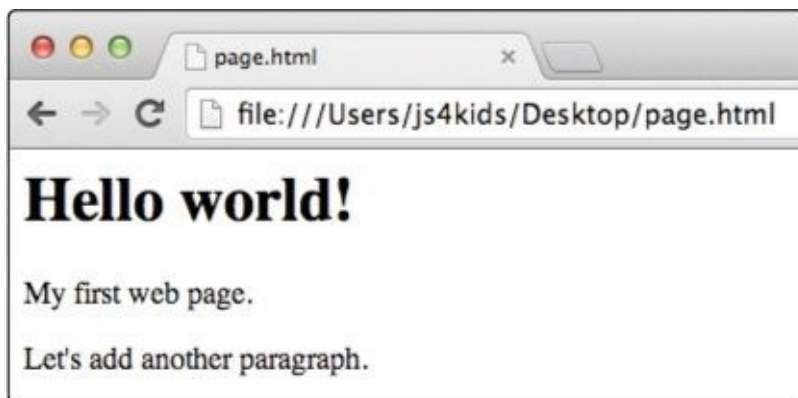 page.html
file:///Users/js4kids/Desktop/page.html
Hello world!
My first web page.
Let's add another paragraph.